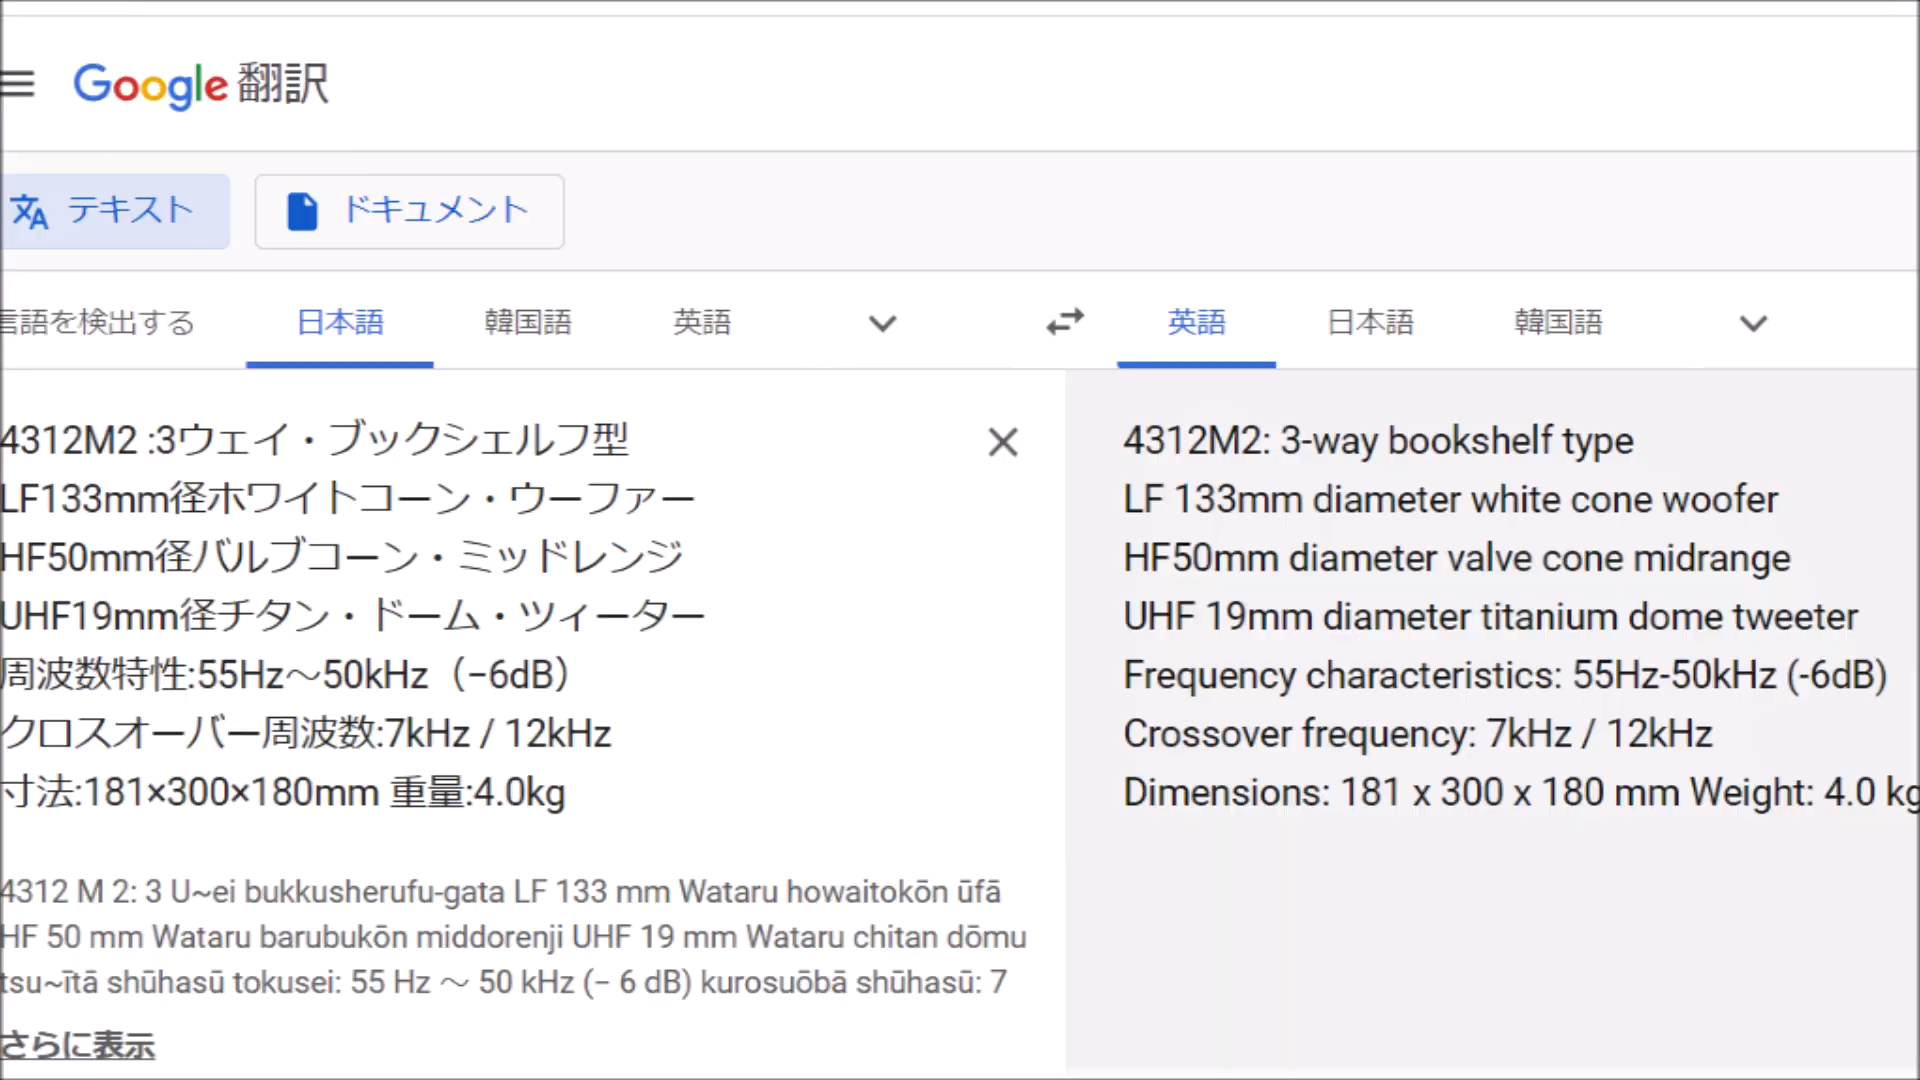 Google 翻訳
テキスト
ドキュメント
言語を検出する 日本語 韓国語 英語 英語 日本語 韓国語
4312M2 :3ウェイ・ブックシェルフ型
LF133mm径ホワイトコーン・ウーファー
HF50mm径バルブコーン・ミッドレンジ
UHF19mm径チタン・ドーム・ツィーター
周波数特性:55Hz〜50kHz（−6dB）
クロスオーバー周波数:7kHz / 12kHz
寸法:181×300×180mm 重量:4.0kg
4312 M 2: 3 U~ei bukkusherufu-gata LF 133 mm Wataru howaitokōn ūfā
HF 50 mm Wataru barubukōn middorenji UHF 19 mm Wataru chitan dōmu
tsu~ītā shūhasū tokusei: 55 Hz 〜 50 kHz (− 6 dB) kurosuōbā shūhasū: 7
さらに表示
4312M2: 3-way bookshelf type
LF 133mm diameter white cone woofer
HF50mm diameter valve cone midrange
UHF 19mm diameter titanium dome tweeter
Frequency characteristics: 55Hz-50kHz (-6dB)
Crossover frequency: 7kHz / 12kHz
Dimensions: 181 x 300 x 180 mm Weight: 4.0 kg